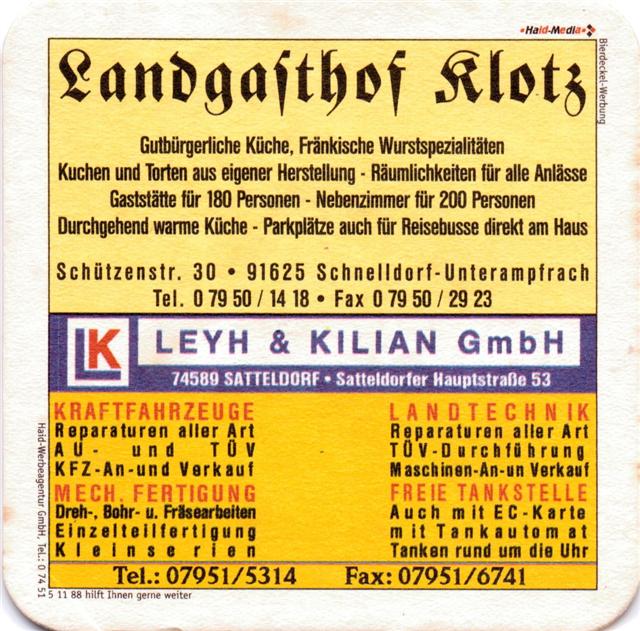 Haid-Media
Bierdeckel-Werbung
Landgasthof Klotz
Gutbürgerliche Küche, Fränkische Wurstspezialitäten
Kuchen und Torten aus eigener Herstellung - Räumlichkeiten für alle Anlässe
Gaststätte für 180 Personen - Nebenzimmer für 200 Personen
Durchgehend warme Küche - Parkplätze auch für Reisebusse direkt am Haus
Schützenstr. 30 • 91625 Schnelldorf-Unterampfrach
Tel. 0 79 50 / 14 18 • Fax 0 79 50 / 29 23
LK LEYH & KILIAN GmbH
74589 SATTELDORF • Satteldorfer Hauptstraße 53
KRAFTFAHRZEUGE
Reparaturen aller Art
AU- und TÜV
KFZ-An-und Verkauf
MECH. FERTIGUNG
Dreh-, Bohr- u. Fräsearbeiten
Einzelteilfertigung
Kleinserien
LANDTECHNIK
Reparaturen aller Art
TÜV-Durchführung
Maschinen-An-un Verkauf
FREIE TANKSTELLE
Auch mit EC-Karte
mit Tankautomat
Tanken rund um die Uhr
Tel.: 07951/5314 Fax: 07951/6741
Haid-Werbeagentur GmbH, Tel.: 0 74 51
5 11 88 hilft Ihnen gerne weiter